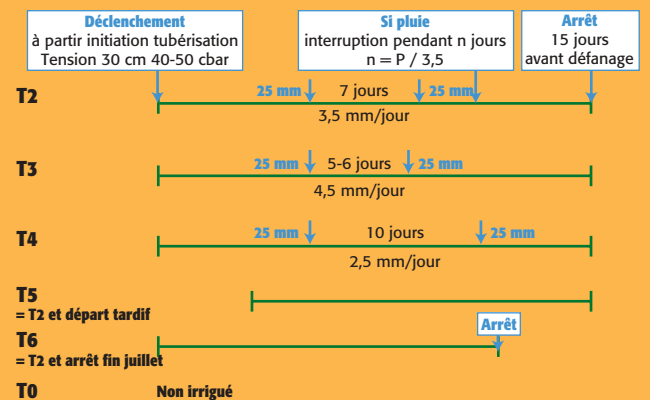 Déclenchement
à partir initiation tubérisation
Tension 30 cm 40-50 cbar
Si pluie
interruption pendant n jours
n = P / 3,5
Arrêt
15 jours
avant défanage
T2
25 mm 7 jours 25 mm
3,5 mm/jour
T3
25 mm 5-6 jours 25 mm
4,5 mm/jour
T4
25 mm 10 jours 25 mm
2,5 mm/jour
T5
= T2 et départ tardif
Arrêt
T6
= T2 et arrêt fin juillet
T0 Non irrigué